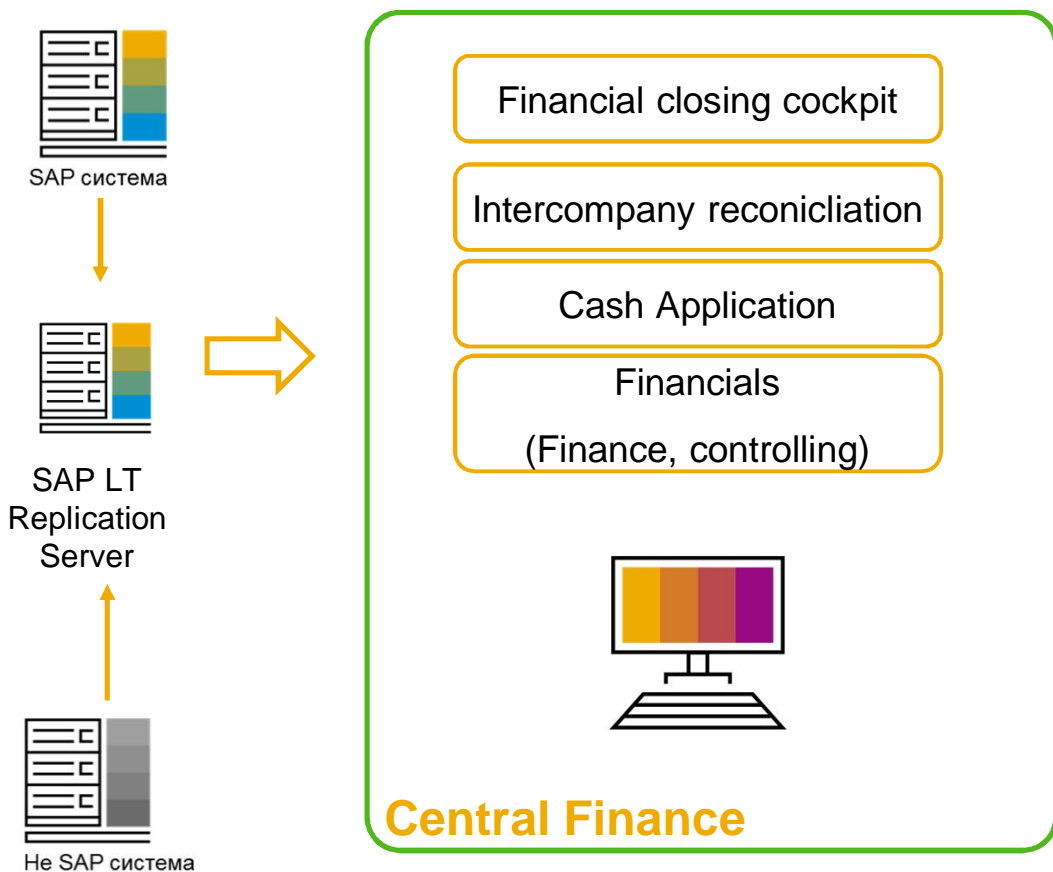 SAP система
SAP LT
Replication
Server
Не SAP система
Financial closing cockpit
Intercompany reconicliation
Cash Application
Financials
(Finance, controlling)
Central Finance